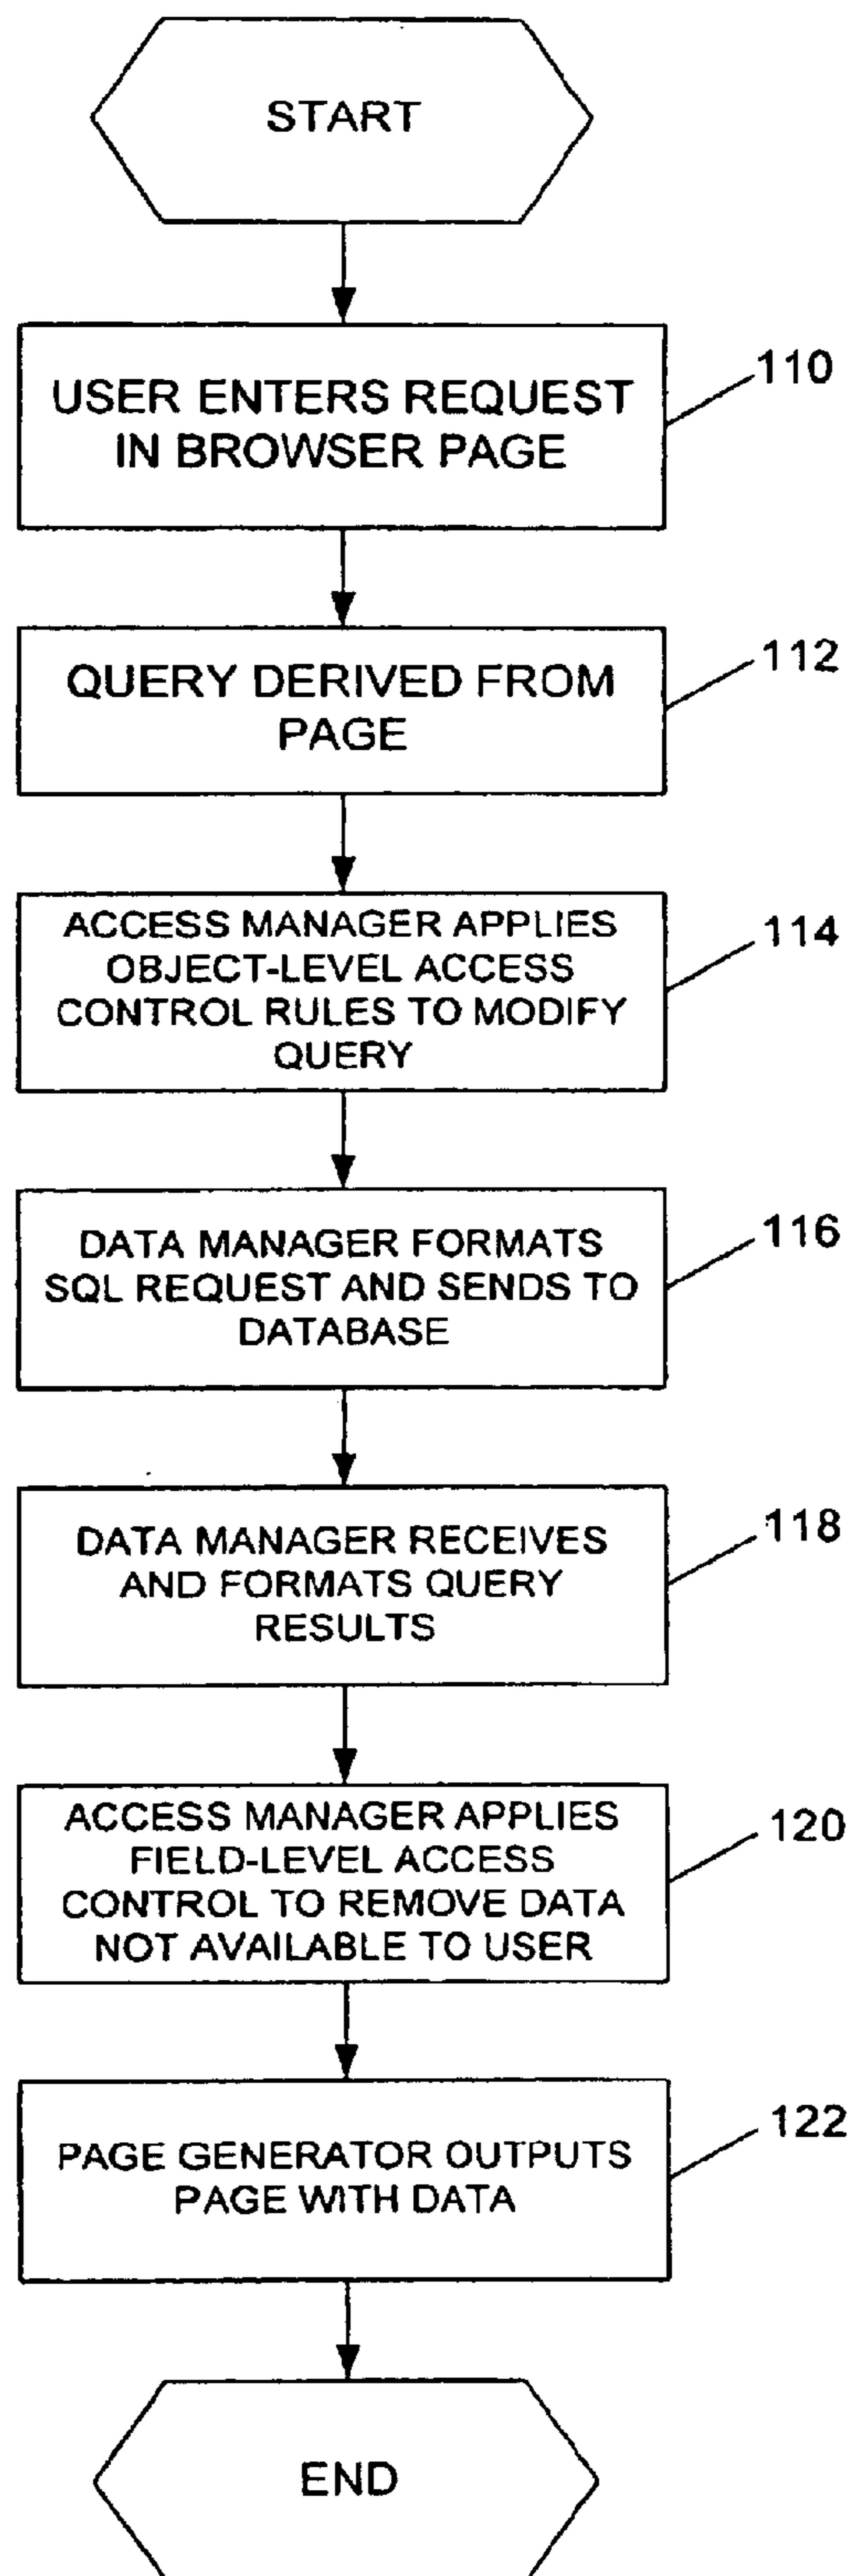 START
USER ENTERS REQUEST
IN BROWSER PAGE
110
QUERY DERIVED FROM
PAGE
112
ACCESS MANAGER APPLIES
OBJECT-LEVEL ACCESS
CONTROL RULES TO MODIFY
QUERY
114
DATA MANAGER FORMATS
SQL REQUEST AND SENDS TO
DATABASE
116
DATA MANAGER RECEIVES
AND FORMATS QUERY
RESULTS
118
ACCESS MANAGER APPLIES
FIELD-LEVEL ACCESS
CONTROL TO REMOVE DATA
NOT AVAILABLE TO USER
120
PAGE GENERATOR OUTPUTS
PAGE WITH DATA
122
END